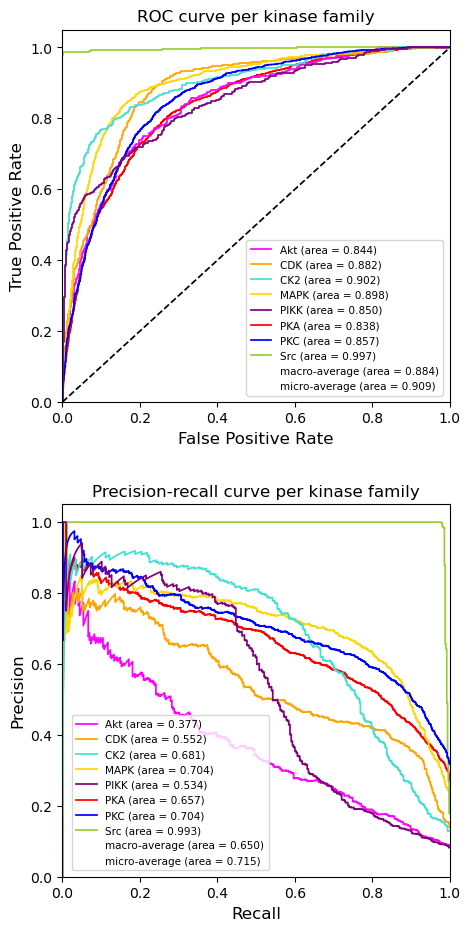 ROC curve per kinase family
1.0
0.8
0.6
0.4
0.2
0.0
True Positive Rate
Akt (area = 0.844)
CDK (area = 0.882)
CK2 (area = 0.902)
MAPK (area = 0.898)
PIKK (area = 0.850)
PKA (area = 0.838)
PKC (area = 0.857)
Src (area = 0.997)
macro-average (area = 0.884)
micro-average (area = 0.909)
0.0 0.2 0.4 0.6 0.8 1.0
False Positive Rate
Precision-recall curve per kinase family
1.0
0.8
0.6
0.4
0.2
0.0
Precision
Akt (area = 0.377)
CDK (area = 0.552)
CK2 (area = 0.681)
MAPK (area = 0.704)
PIKK (area = 0.534)
PKA (area = 0.657)
PKC (area = 0.704)
Src (area = 0.993)
macro-average (area = 0.650)
micro-average (area = 0.715)
0.0 0.2 0.4 0.6 0.8 1.0
Recall